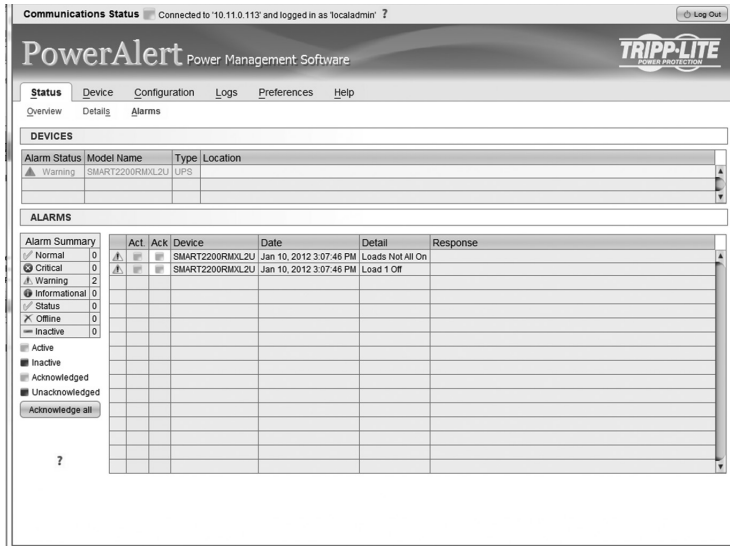 Communications Status Connected to '10.11.0.113' and logged in as 'localadmin' ? Log Out
PowerAlert Power Management Software
TRIPP·LITE
POWER PROTECTION
Status Device Configuration Logs Preferences Help
Overview Details Alarms
DEVICES
Alarm Status Model Name Type Location
Warning SMART2200RMXL2U UPS
ALARMS
Alarm Summary
Normal 0
Critical 0
Warning 2
Informational 0
Status 0
Offline 0
Inactive 0
Active
Inactive
Acknowledged
Unacknowledged
Acknowledge all
?
Act. Ack Device Date Detail Response
SMART2200RMXL2U Jan 10, 2012 3:07:46 PM Loads Not All On
SMART2200RMXL2U Jan 10, 2012 3:07:46 PM Load 1 Off